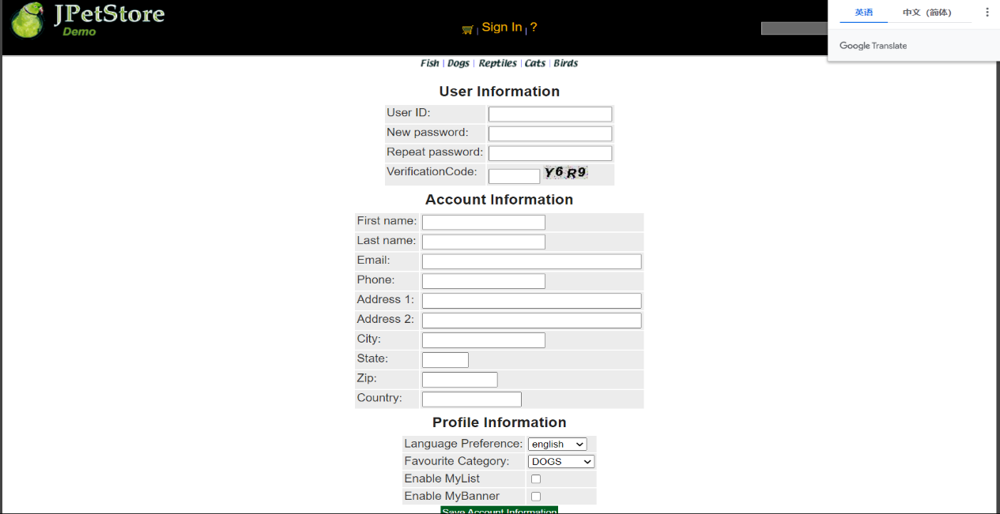 JPetStore
Demo
Sign In | ?
英语 中文（简体）
Google Translate
Fish | Dogs | Reptiles | Cats | Birds
User Information
User ID:
New password:
Repeat password:
VerificationCode: Y6R9
Account Information
First name:
Last name:
Email:
Phone:
Address 1:
Address 2:
City:
State:
Zip:
Country:
Profile Information
Language Preference: english
Favourite Category: DOGS
Enable MyList
Enable MyBanner
Save Account Information